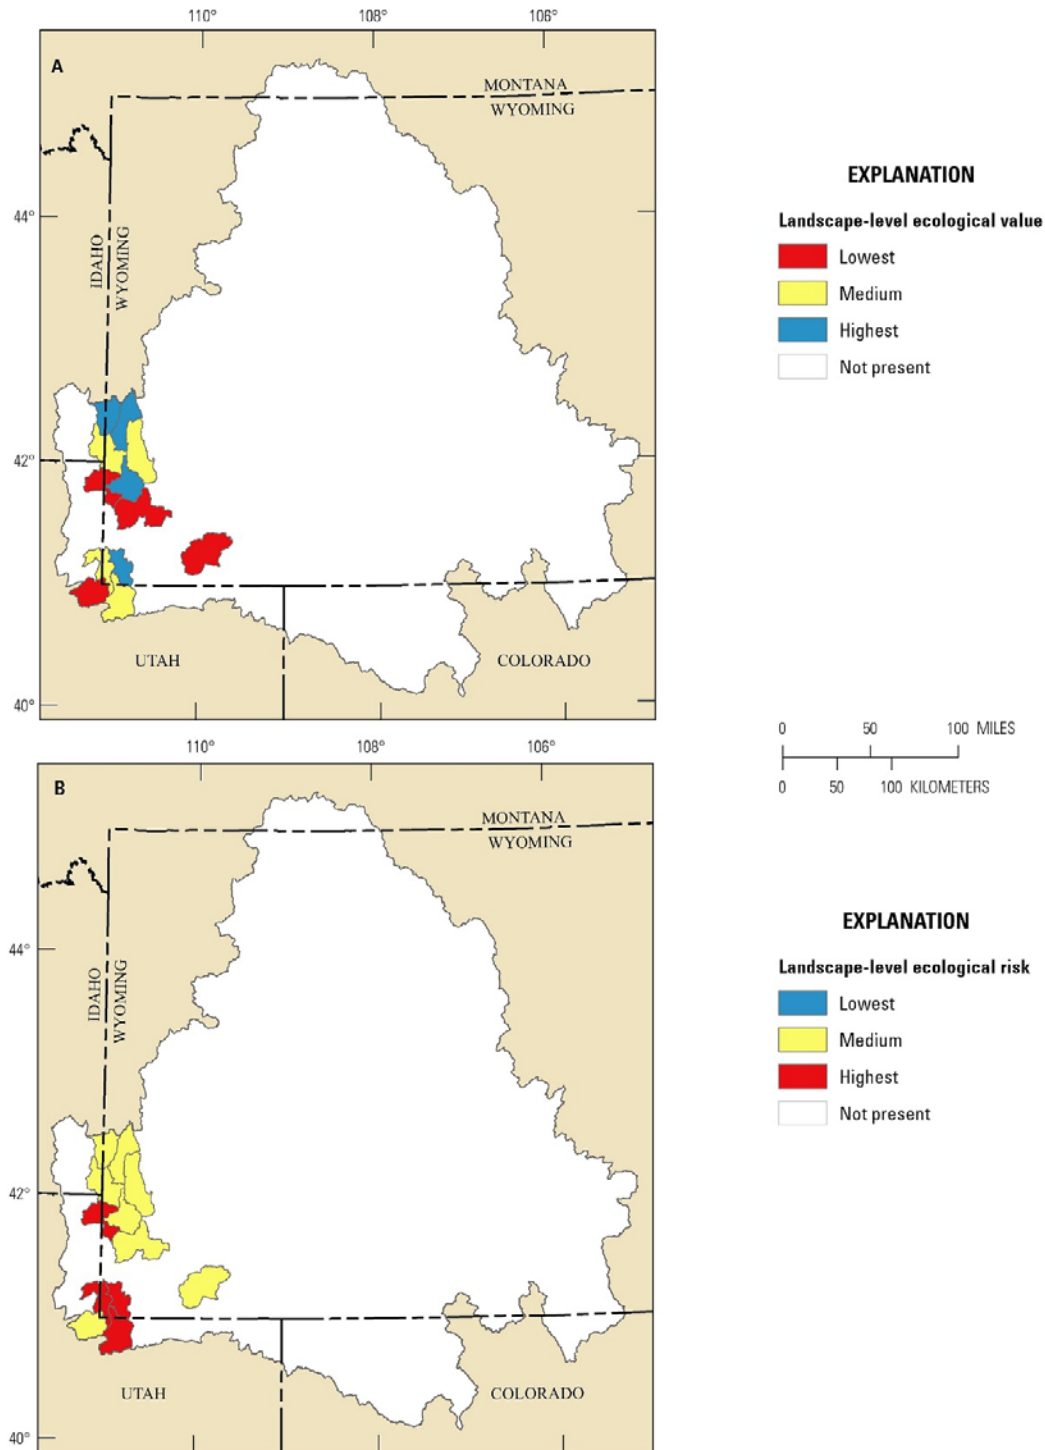 110°
108°
106°
A
MONTANA
WYOMING
44°
IDAHO
WYOMING
42°
UTAH
COLORADO
40°
EXPLANATION
Landscape-level ecological value
Lowest
Medium
Highest
Not present
0 50 100 MILES
0 50 100 KILOMETERS
110°
108°
106°
B
MONTANA
WYOMING
44°
IDAHO
WYOMING
42°
UTAH
COLORADO
40°
EXPLANATION
Landscape-level ecological risk
Lowest
Medium
Highest
Not present